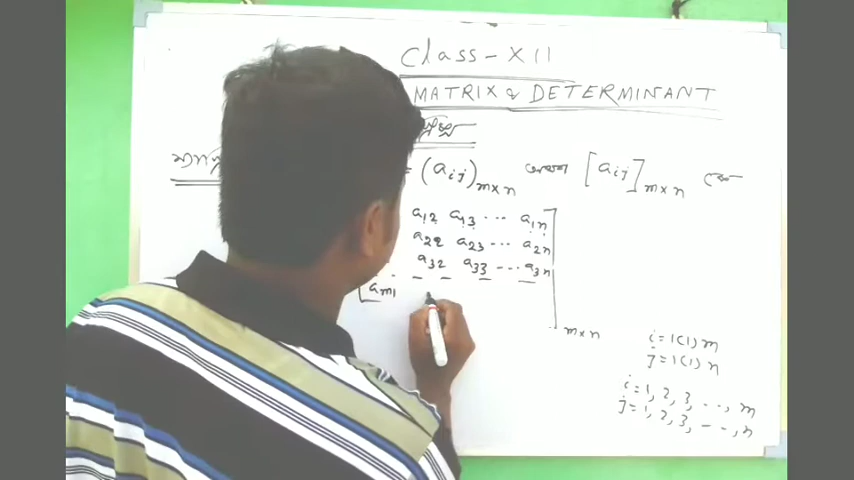 Class - XII
MATRIX & DETERMINANT
= (aij)m×n অথবা [aij]m×n কে
a12 a13 ... a1n
a22 a23 ... a2n
a32 a33 ... a3n
am1
m×n
i = 1(1) m
j = 1(1) n
i = 1, 2, 3, - .., m
j = 1, 2, 3, - -, n